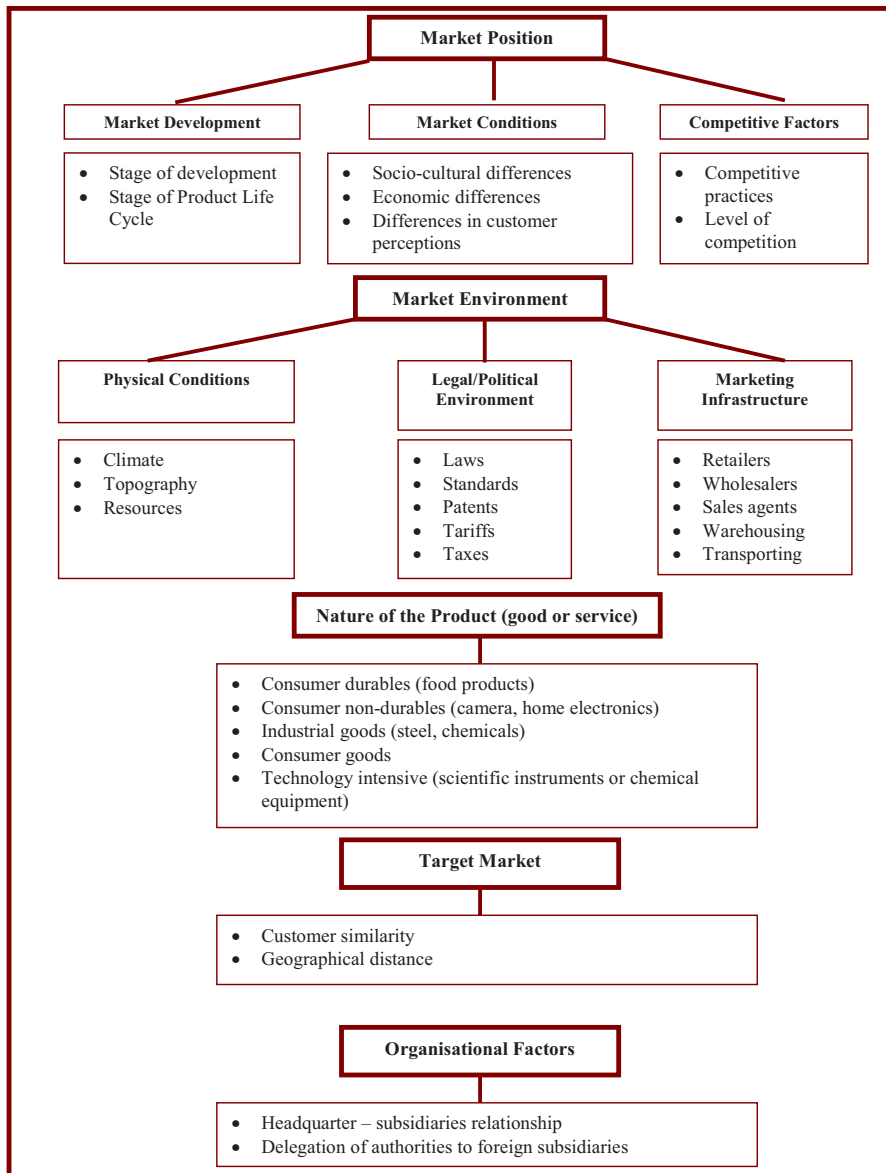 Market Position
Market Development
Market Conditions
Competitive Factors
• Stage of development
• Stage of Product Life
Cycle
• Socio-cultural differences
• Economic differences
• Differences in customer
perceptions
• Competitive
practices
• Level of
competition
Market Environment
Physical Conditions
Legal/Political
Environment
Marketing
Infrastructure
• Climate
• Topography
• Resources
• Laws
• Standards
• Patents
• Tariffs
• Taxes
• Retailers
• Wholesalers
• Sales agents
• Warehousing
• Transporting
Nature of the Product (good or service)
• Consumer durables (food products)
• Consumer non-durables (camera, home electronics)
• Industrial goods (steel, chemicals)
• Consumer goods
• Technology intensive (scientific instruments or chemical
equipment)
Target Market
• Customer similarity
• Geographical distance
Organisational Factors
• Headquarter – subsidiaries relationship
• Delegation of authorities to foreign subsidiaries